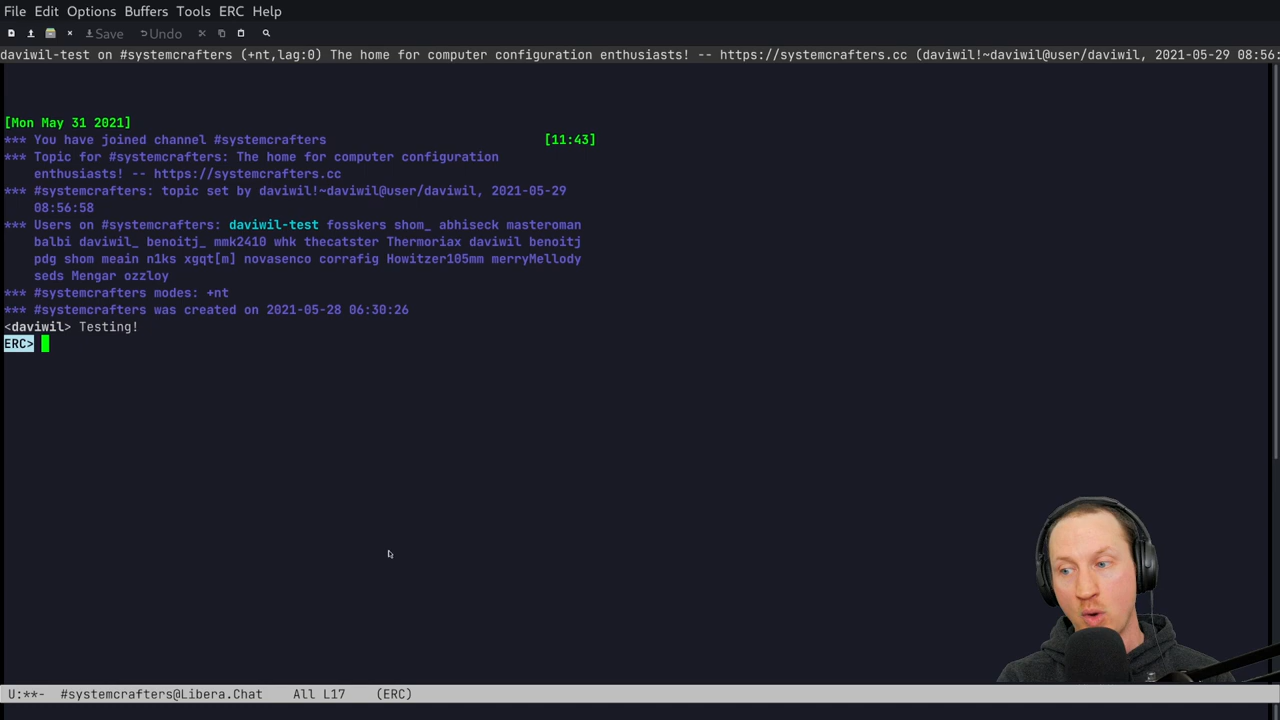 File Edit Options Buffers Tools ERC Help
Save Undo
daviwil-test on #systemcrafters (+nt,lag:0) The home for computer configuration enthusiasts! -- https://systemcrafters.cc (daviwil!~daviwil@user/daviwil, 2021-05-29 08:56:
[Mon May 31 2021]
*** You have joined channel #systemcrafters [11:43]
*** Topic for #systemcrafters: The home for computer configuration
enthusiasts! -- https://systemcrafters.cc
*** #systemcrafters: topic set by daviwil!~daviwil@user/daviwil, 2021-05-29
08:56:58
*** Users on #systemcrafters: daviwil-test fosskers shom_ abhiseck masteroman
balbi daviwil_ benoitj_ mmk2410 whk thecatster Thermoriax daviwil benoitj
pdg shom meain n1ks xgqt[m] novasenco corrafig Howitzer105mm merryMellody
seds Mengar ozzloy
*** #systemcrafters modes: +nt
*** #systemcrafters was created on 2021-05-28 06:30:26
<daviwil> Testing!
ERC>
U:**- #systemcrafters@Libera.Chat All L17 (ERC)